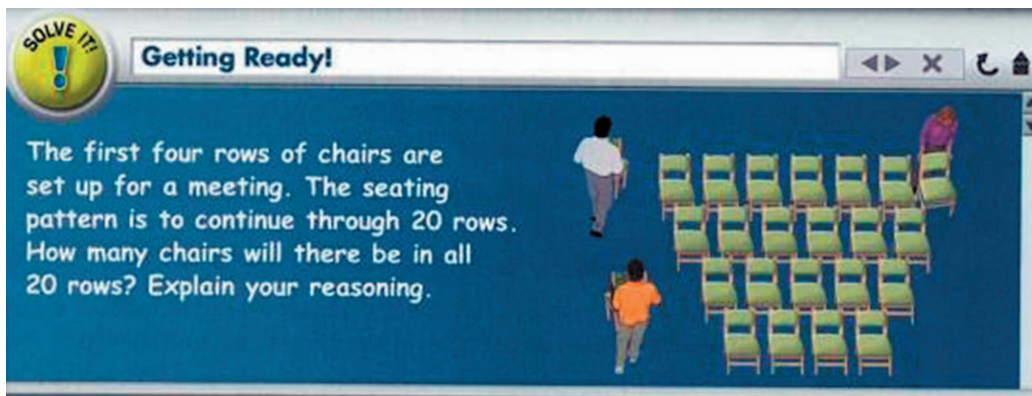 SOLVE IT!
Getting Ready!
The first four rows of chairs are
set up for a meeting. The seating
pattern is to continue through 20 rows.
How many chairs will there be in all
20 rows? Explain your reasoning.